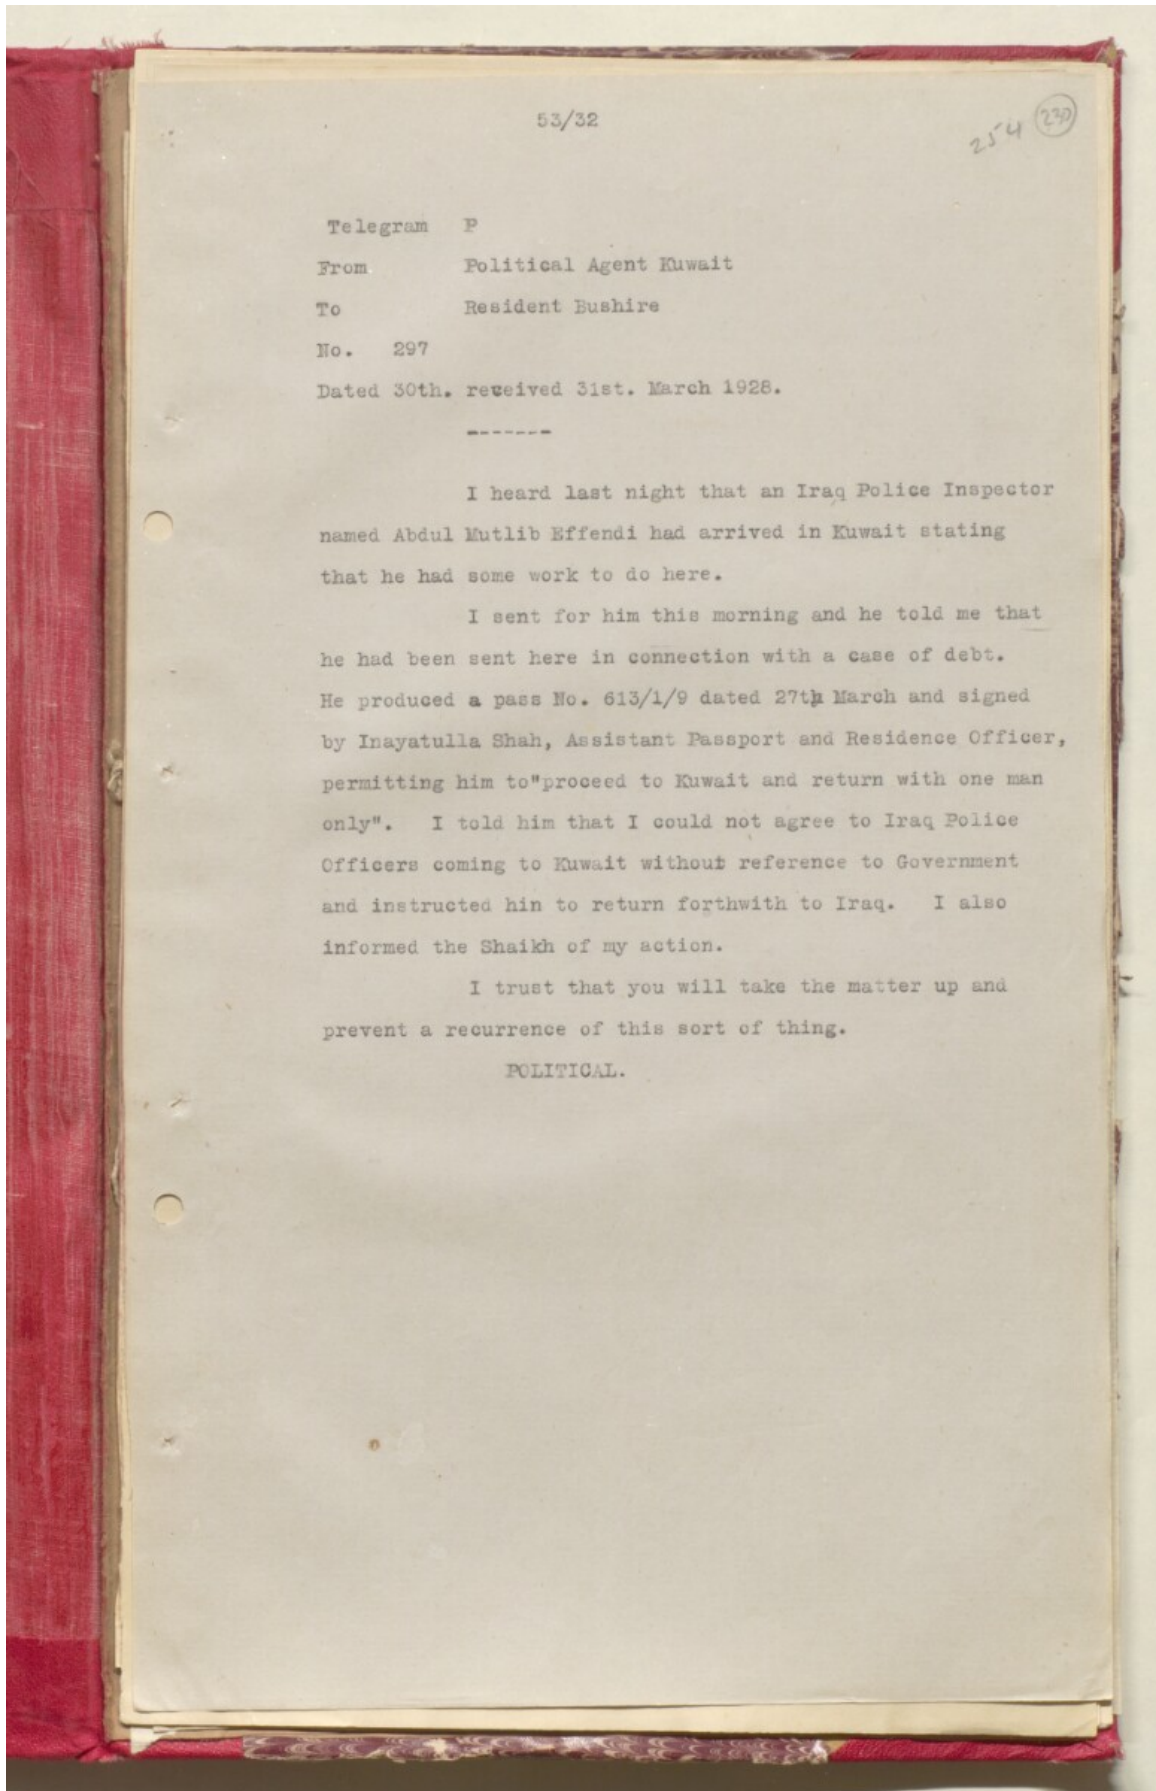 53/32
254 230
Telegram P
From Political Agent Kuwait
To Resident Bushire
No. 297
Dated 30th. received 31st. March 1928.
-------
I heard last night that an Iraq Police Inspector
named Abdul Mutlib Effendi had arrived in Kuwait stating
that he had some work to do here.
I sent for him this morning and he told me that
he had been sent here in connection with a case of debt.
He produced a pass No. 613/1/9 dated 27th March and signed
by Inayatulla Shah, Assistant Passport and Residence Officer,
permitting him to"proceed to Kuwait and return with one man
only". I told him that I could not agree to Iraq Police
Officers coming to Kuwait without reference to Government
and instructed hin to return forthwith to Iraq. I also
informed the Shaikh of my action.
I trust that you will take the matter up and
prevent a recurrence of this sort of thing.
POLITICAL.